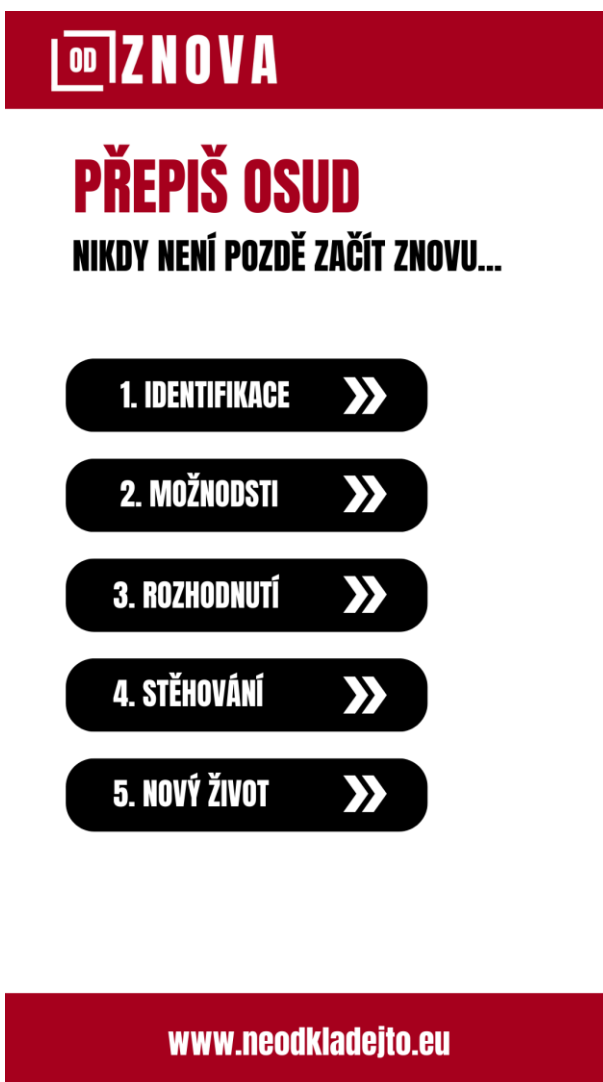 OD ZNOVA
PŘEPIŠ OSUD
NIKDY NENÍ POZDĚ ZAČÍT ZNOVU...
1. IDENTIFIKACE
2. MOŽNODSTI
3. ROZHODNUTÍ
4. STĚHOVÁNÍ
5. NOVÝ ŽIVOT
www.neodkladejto.eu